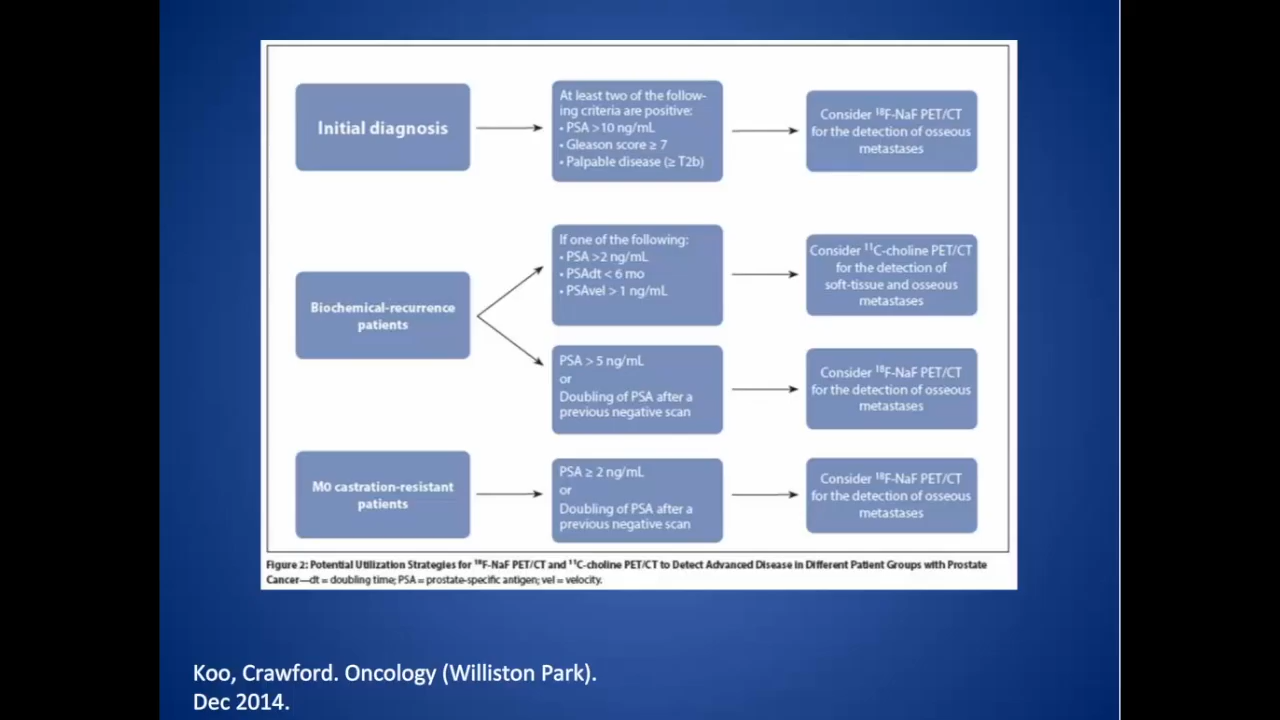 Initial diagnosis
At least two of the follow-
ing criteria are positive:
• PSA >10 ng/mL
• Gleason score ≥ 7
• Palpable disease (≥ T2b)
Consider ¹⁸F-NaF PET/CT
for the detection of osseous
metastases
Biochemical-recurrence
patients
If one of the following:
• PSA >2 ng/mL
• PSAdt < 6 mo
• PSAvel > 1 ng/mL
Consider ¹¹C-choline PET/CT
for the detection of
soft-tissue and osseous
metastases
PSA > 5 ng/mL
or
Doubling of PSA after a
previous negative scan
Consider ¹⁸F-NaF PET/CT
for the detection of osseous
metastases
M0 castration-resistant
patients
PSA ≥ 2 ng/mL
or
Doubling of PSA after a
previous negative scan
Consider ¹⁸F-NaF PET/CT
for the detection of osseous
metastases
Figure 2: Potential Utilization Strategies for ¹⁸F-NaF PET/CT and ¹¹C-choline PET/CT to Detect Advanced Disease in Different Patient Groups with Prostate
Cancer—dt = doubling time; PSA = prostate-specific antigen; vel = velocity.
Koo, Crawford. Oncology (Williston Park).
Dec 2014.